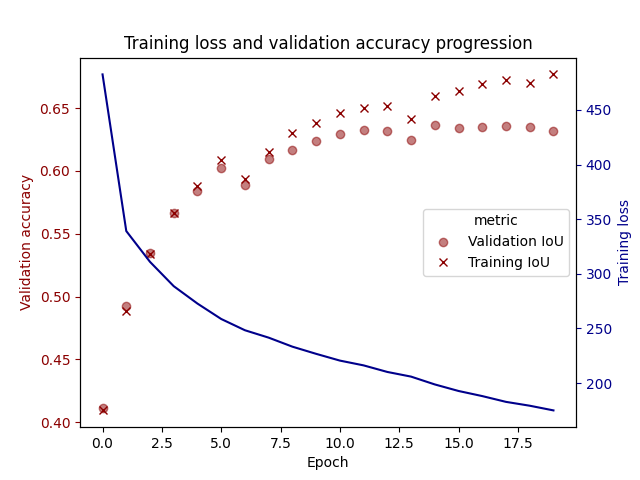 Training loss and validation accuracy progression
Validation accuracy
0.65
0.60
0.55
0.50
0.45
0.40
450
400
350
300
250
200
Training loss
metric
Validation IoU
Training IoU
0.0 2.5 5.0 7.5 10.0 12.5 15.0 17.5
Epoch